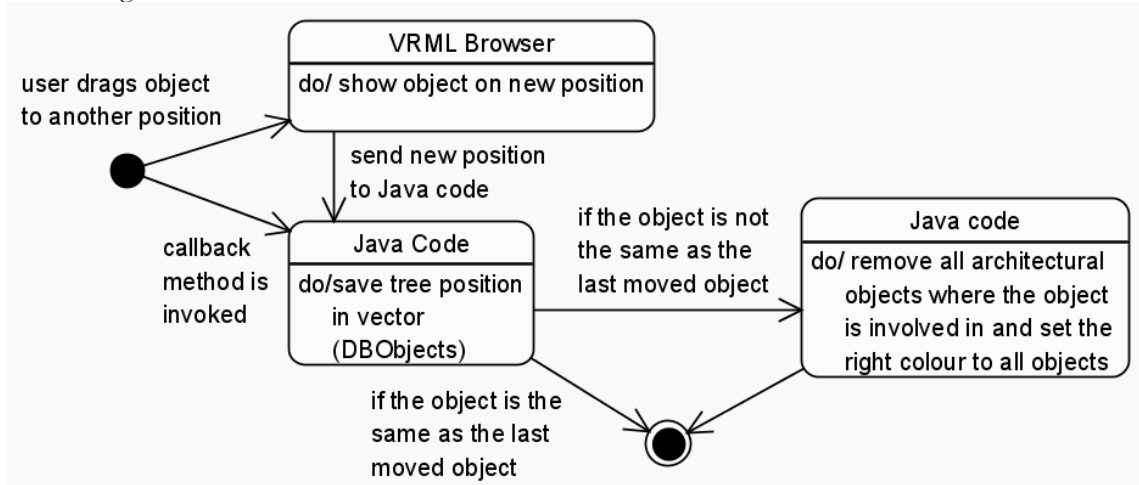 VRML Browser
do/ show object on new position
user drags object
to another position
send new position
to Java code
callback
method is
invoked
Java Code
do/save tree position
in vector
(DBObjects)
if the object is not
the same as the
last moved object
Java code
do/ remove all architectural
objects where the object
is involved in and set the
right colour to all objects
if the object is the
same as the last
moved object